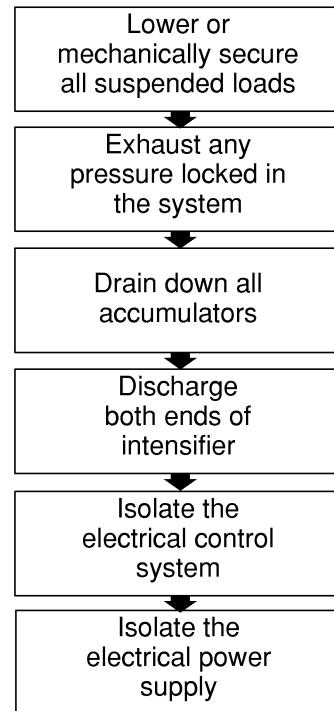 Lower or
mechanically secure
all suspended loads
Exhaust any
pressure locked in
the system
Drain down all
accumulators
Discharge
both ends of
intensifier
Isolate the
electrical control
system
Isolate the
electrical power
supply